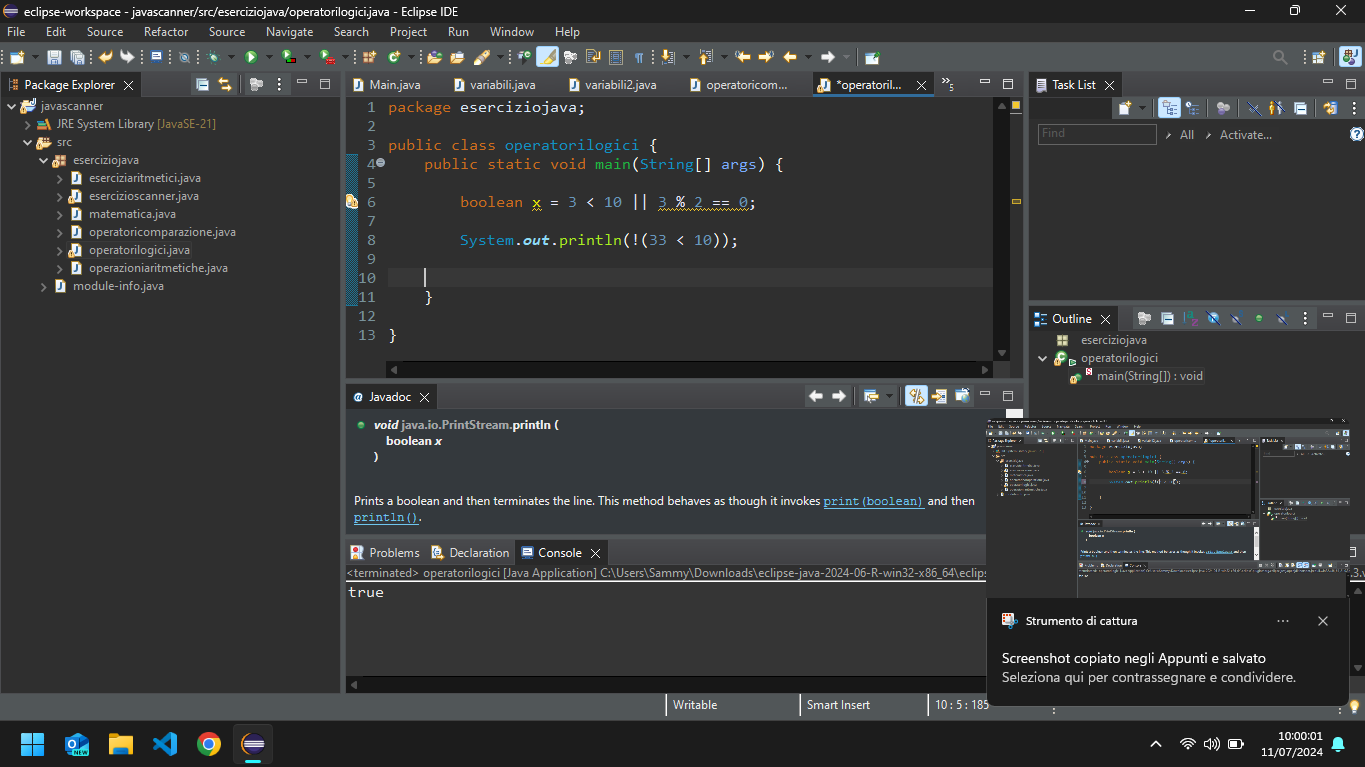 eclipse-workspace - javascanner/src/eserciziojava/operatorilogici.java - Eclipse IDE
File Edit Source Refactor Source Navigate Search Project Run Window Help
Package Explorer
javascanner
JRE System Library [JavaSE-21]
src
eserciziojava
eserciziaritmetici.java
esercizioscanner.java
matematica.java
operatoricomparazione.java
operatorilogici.java
operazioniaritmetiche.java
module-info.java
Main.java variabili.java variabili2.java operatoricom... *operatoril... »5
1 package eserciziojava;
2
3 public class operatorilogici {
4 public static void main(String[] args) {
5
6 boolean x = 3 < 10 || 3 % 2 == 0;
7
8 System.out.println(!(33 < 10));
9
10
11 }
12
13 }
Task List
Find All Activate...
Outline
eserciziojava
operatorilogici
main(String[]) : void
Javadoc
void java.io.PrintStream.println (
boolean x
)
Prints a boolean and then terminates the line. This method behaves as though it invokes print(boolean) and then
println().
Problems Declaration Console
<terminated> operatorilogici [Java Application] C:\Users\Sammy\Downloads\eclipse-java-2024-06-R-win32-x86_64\eclips
true
Strumento di cattura
Screenshot copiato negli Appunti e salvato
Seleziona qui per contrassegnare e condividere.
Writable Smart Insert 10 : 5 : 185
NEW
10:00:01
11/07/2024